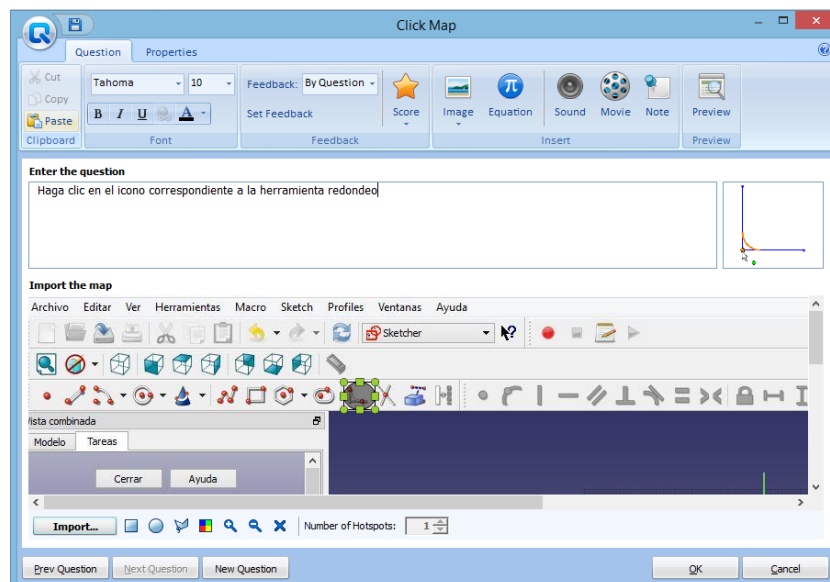 Click Map
Question Properties
Cut
Copy
Paste
Clipboard
Tahoma 10
B I U A
Font
Feedback: By Question
Set Feedback
Score
Feedback
Image Equation Sound Movie Note
Insert
Preview
Preview
Enter the question
Haga clic en el icono correspondiente a la herramienta redondeo
Import the map
Archivo Editar Ver Herramientas Macro Sketch Profiles Ventanas Ayuda
Sketcher
Vista combinada
Modelo Tareas
Cerrar Ayuda
Import... Number of Hotspots: 1
Prev Question Next Question New Question OK Cancel